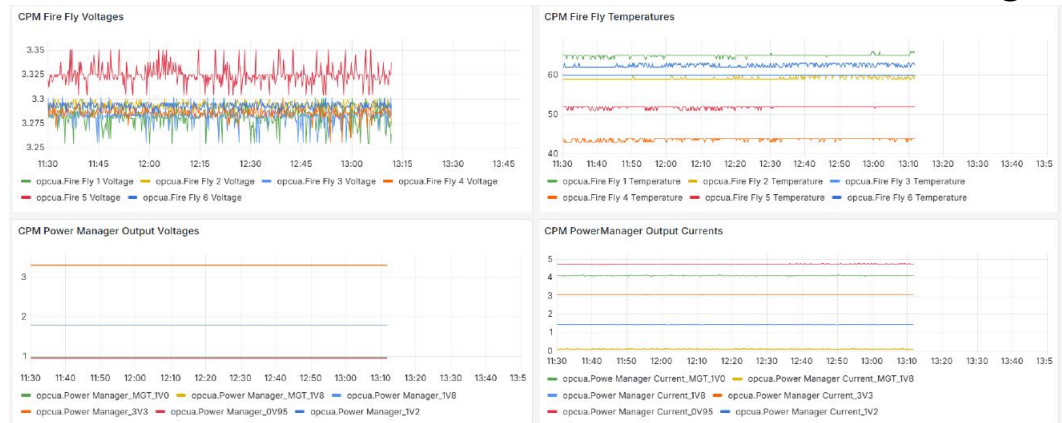 CPM Fire Fly Voltages
3.35
3.325
3.3
3.275
3.25
11:30 11:45 12:00 12:15 12:30 12:45 13:00 13:15 13:30 13:45
opcua.Fire Fly 1 Voltage opcua.Fire Fly 2 Voltage opcua.Fire Fly 3 Voltage opcua.Fire Fly 4 Voltage
opcua.Fire 5 Voltage opcua.Fire Fly 6 Voltage
CPM Fire Fly Temperatures
60
50
40
11:30 11:40 11:50 12:00 12:10 12:20 12:30 12:40 12:50 13:00 13:10 13:20 13:30 13:40 13:5
opcua.Fire Fly 1 Temperature opcua.Fire Fly 2 Temperature opcua.Fire Fly 3 Temperature
opcua.Fire Fly 4 Temperature opcua.Fire Fly 5 Temperature opcua.Fire Fly 6 Temperature
CPM Power Manager Output Voltages
3
2
1
11:30 11:40 11:50 12:00 12:10 12:20 12:30 12:40 12:50 13:00 13:10 13:20 13:30 13:40 13:5
opcua.Power Manager_MGT_1V0 opcua.Power Manager_MGT_1V8 opcua.Power Manager_1V8
opcua.Power Manager_3V3 opcua.Power Manager_0V95 opcua.Power Manager_1V2
CPM PowerManager Output Currents
5
4
3
2
1
0
11:30 11:40 11:50 12:00 12:10 12:20 12:30 12:40 12:50 13:00 13:10 13:20 13:30 13:40 13:5
opcua.Powe Manager Current_MGT_1V0 opcua.Power Manager Current_MGT_1V8
opcua.Power Manager Current_1V8 opcua.Power Manager Current_3V3
opcua.Power Manager Current_0V95 opcua.Power Manager Current_1V2